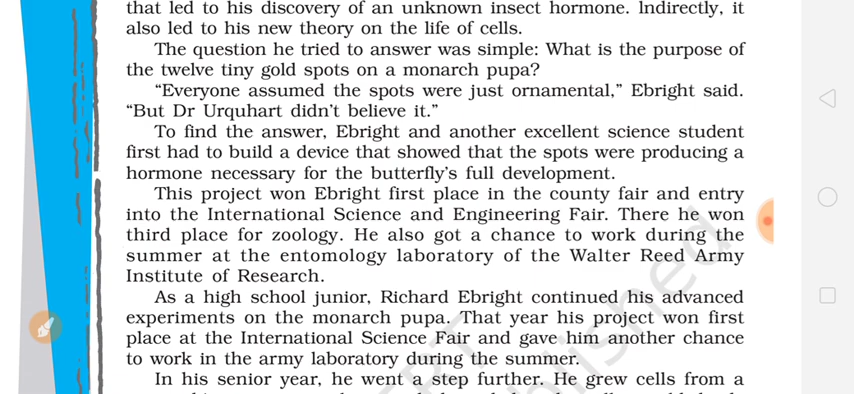 that led to his discovery of an unknown insect hormone. Indirectly, it
also led to his new theory on the life of cells.
The question he tried to answer was simple: What is the purpose of
the twelve tiny gold spots on a monarch pupa?
“Everyone assumed the spots were just ornamental,” Ebright said.
“But Dr Urquhart didn’t believe it.”
To find the answer, Ebright and another excellent science student
first had to build a device that showed that the spots were producing a
hormone necessary for the butterfly’s full development.
This project won Ebright first place in the county fair and entry
into the International Science and Engineering Fair. There he won
third place for zoology. He also got a chance to work during the
summer at the entomology laboratory of the Walter Reed Army
Institute of Research.
As a high school junior, Richard Ebright continued his advanced
experiments on the monarch pupa. That year his project won first
place at the International Science Fair and gave him another chance
to work in the army laboratory during the summer.
In his senior year, he went a step further. He grew cells from a